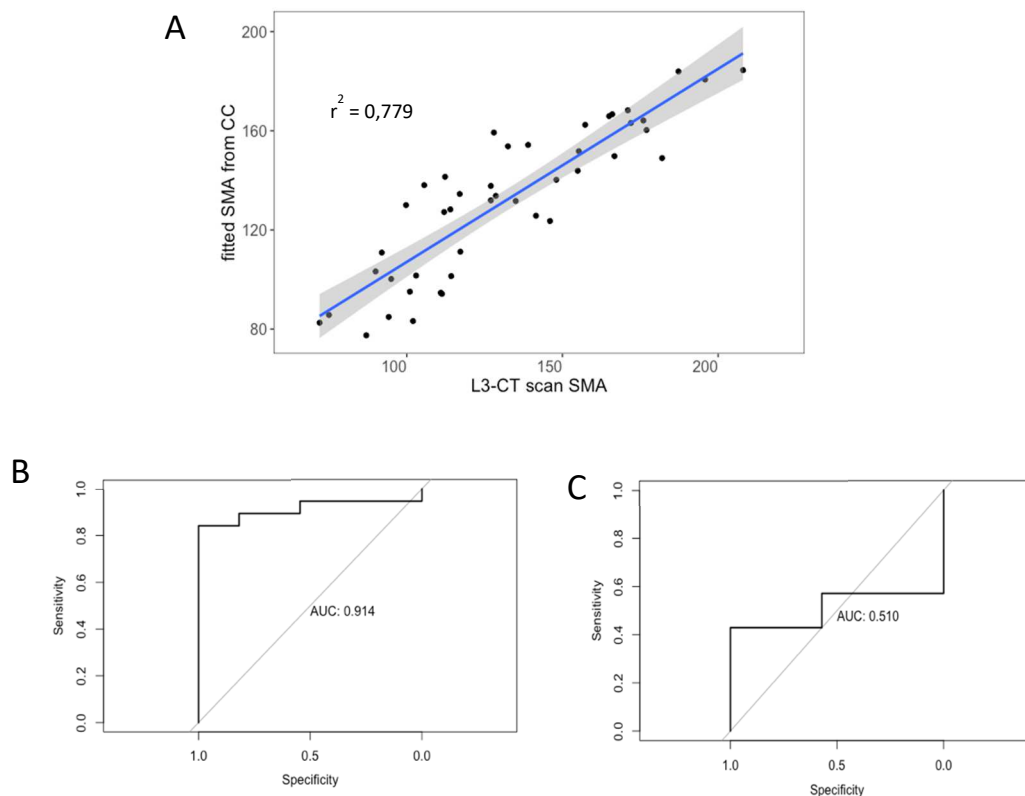 A
200
160
120
80
fitted SMA from CC
r2 = 0,779
100
150
200
L3-CT scan SMA
B
1.0
0.8
0.6
0.4
0.2
0.0
Sensitivity
AUC: 0.914
1.0
0.5
0.0
Specificity
C
1.0
0.8
0.6
0.4
0.2
0.0
Sensitivity
AUC: 0.510
1.0
0.5
0.0
Specificity